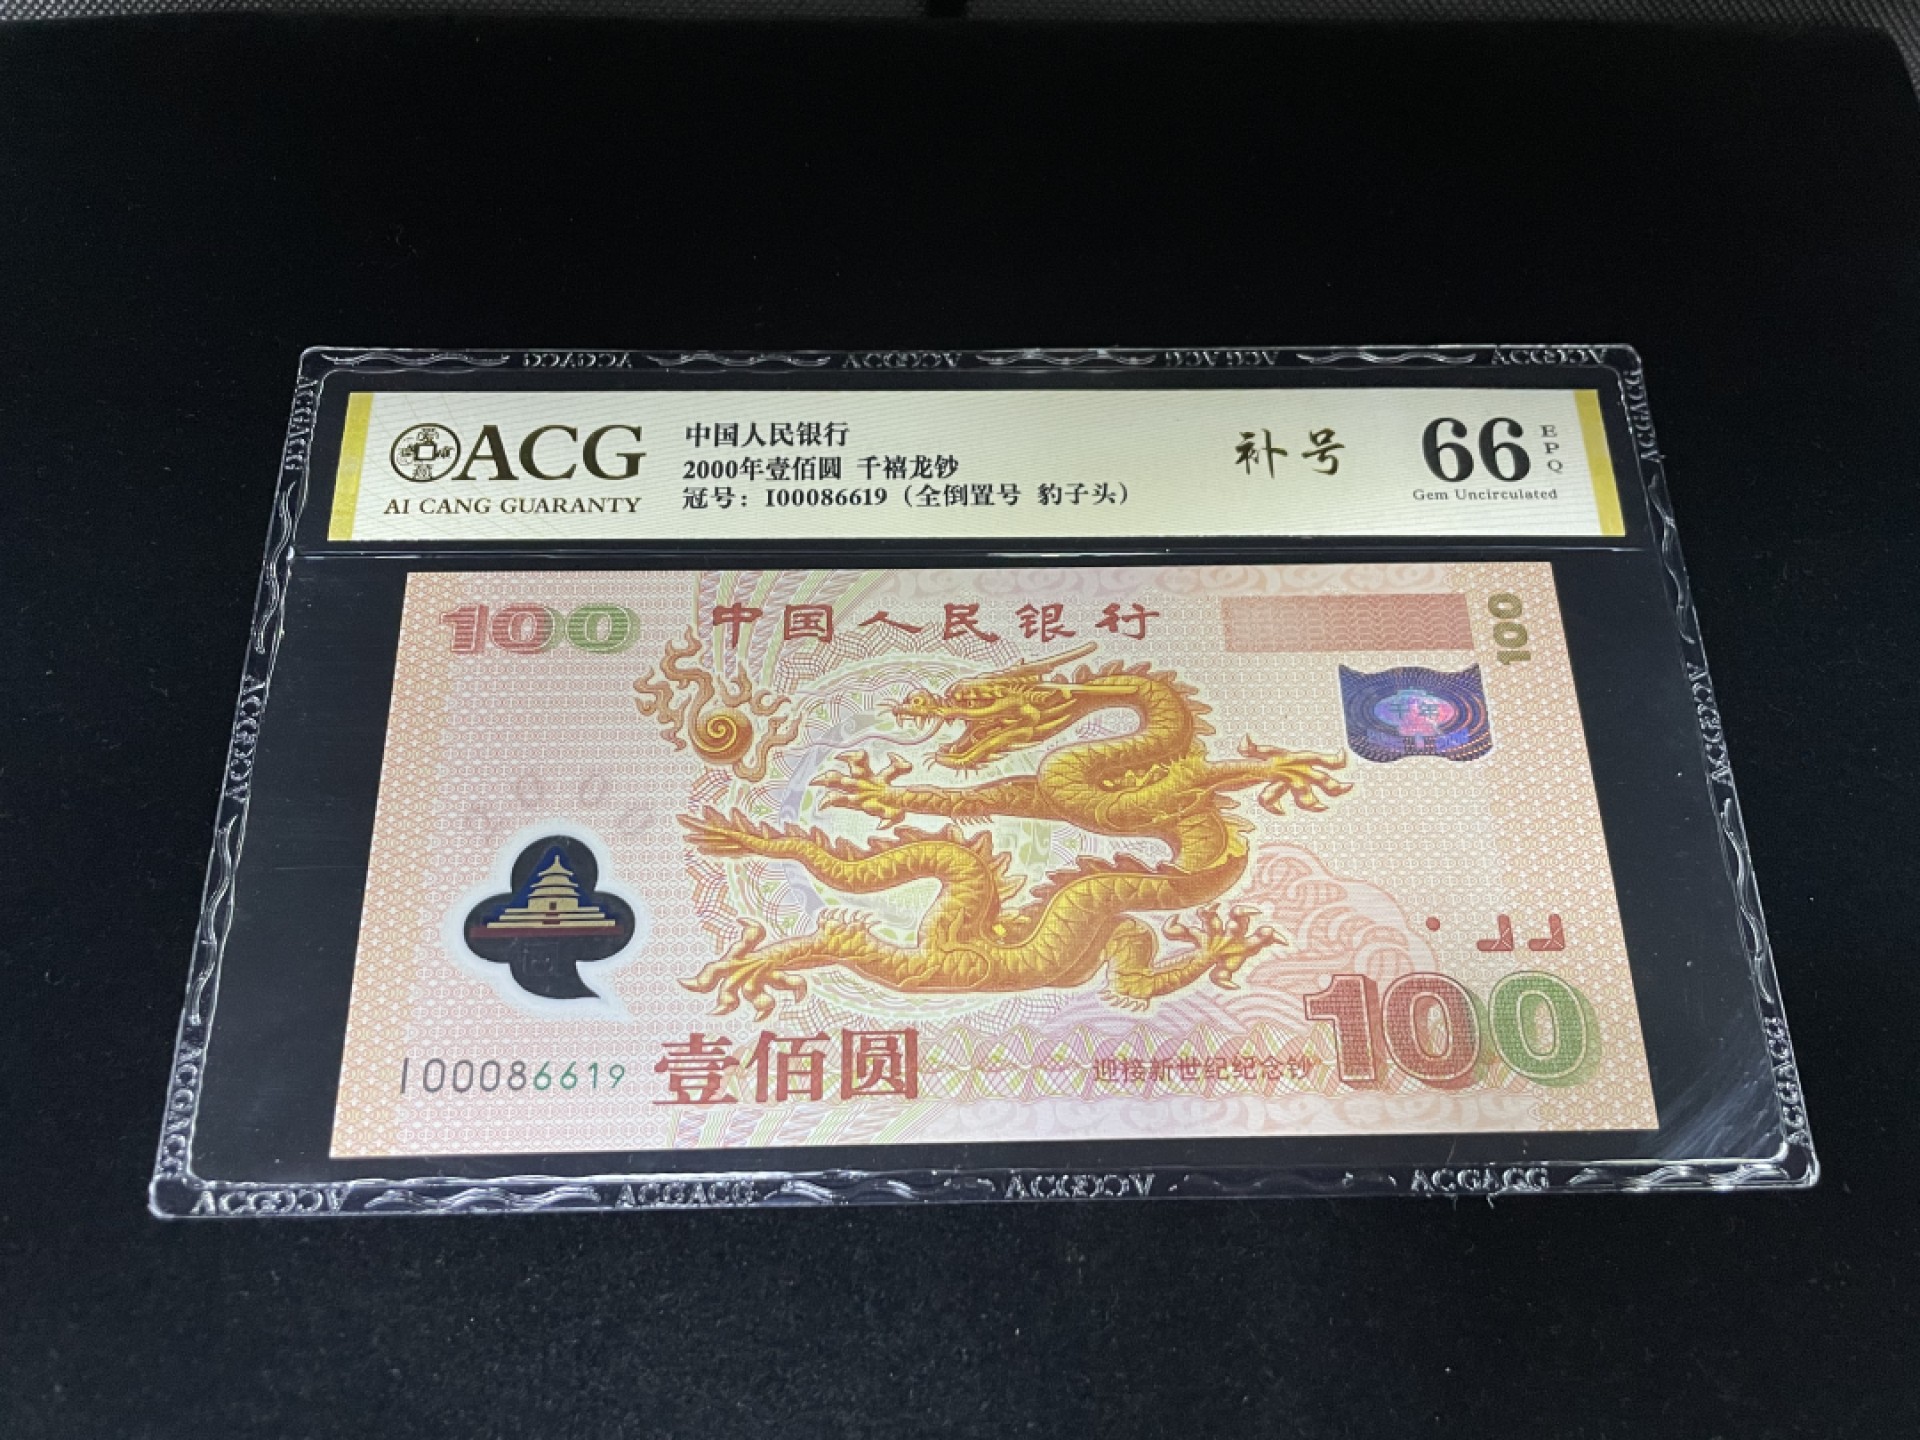 ACG
AI CANG GUARANTY
中国人民银行
2000年壹佰圆 千禧龙钞
冠号：I00086619（全倒置号 豹子头）
补号
66
EPQ
Gem Uncirculated
100
中国人民银行
100
千年
I00086619
壹佰圆
迎接新世纪纪念钞
100